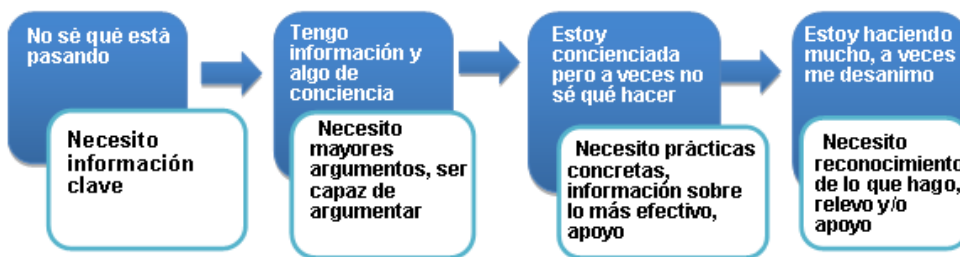 No sé qué está
pasando
Necesito
información
clave
Tengo
información y
algo de
conciencia
Necesito
mayores
argumentos, ser
capaz de
argumentar
Estoy
concienciada
pero a veces no
sé qué hacer
Necesito prácticas
concretas,
información sobre
lo más efectivo,
apoyo
Estoy haciendo
mucho, a veces
me desanimo
Necesito
reconocimiento
de lo que hago,
relevo y/o
apoyo